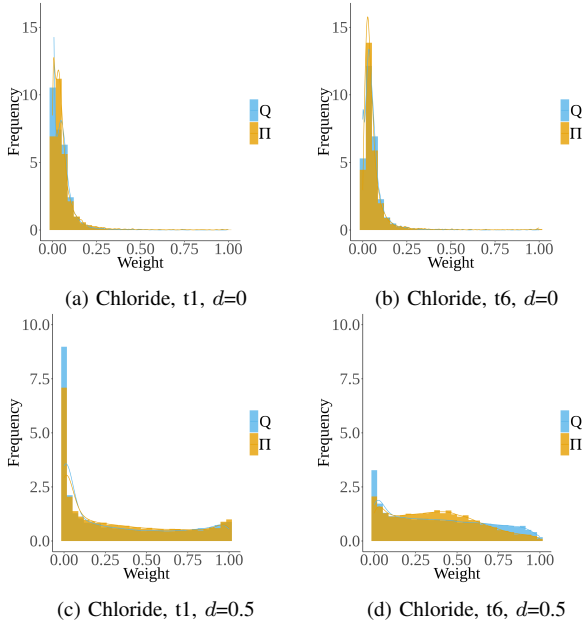 15
10
5
0
Frequency
0.00 0.25 0.50 0.75 1.00
Weight
Q
Π
(a) Chloride, t1, d=0
15
10
5
0
Frequency
0.00 0.25 0.50 0.75 1.00
Weight
Q
Π
(b) Chloride, t6, d=0
10.0
7.5
5.0
2.5
0.0
Frequency
0.00 0.25 0.50 0.75 1.00
Weight
Q
Π
(c) Chloride, t1, d=0.5
10.0
7.5
5.0
2.5
0.0
Frequency
0.00 0.25 0.50 0.75 1.00
Weight
Q
Π
(d) Chloride, t6, d=0.5